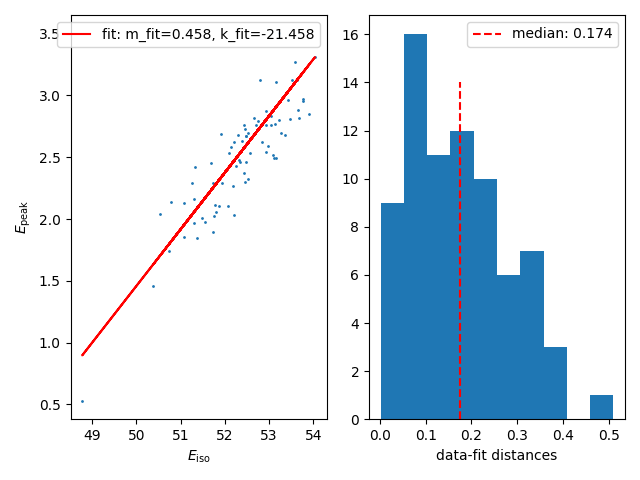 fit: m_fit=0.458, k_fit=-21.458
3.5
3.0
2.5
2.0
1.5
1.0
0.5
E_peak
49 50 51 52 53 54
E_iso
median: 0.174
16
14
12
10
8
6
4
2
0
0.0 0.1 0.2 0.3 0.4 0.5
data-fit distances